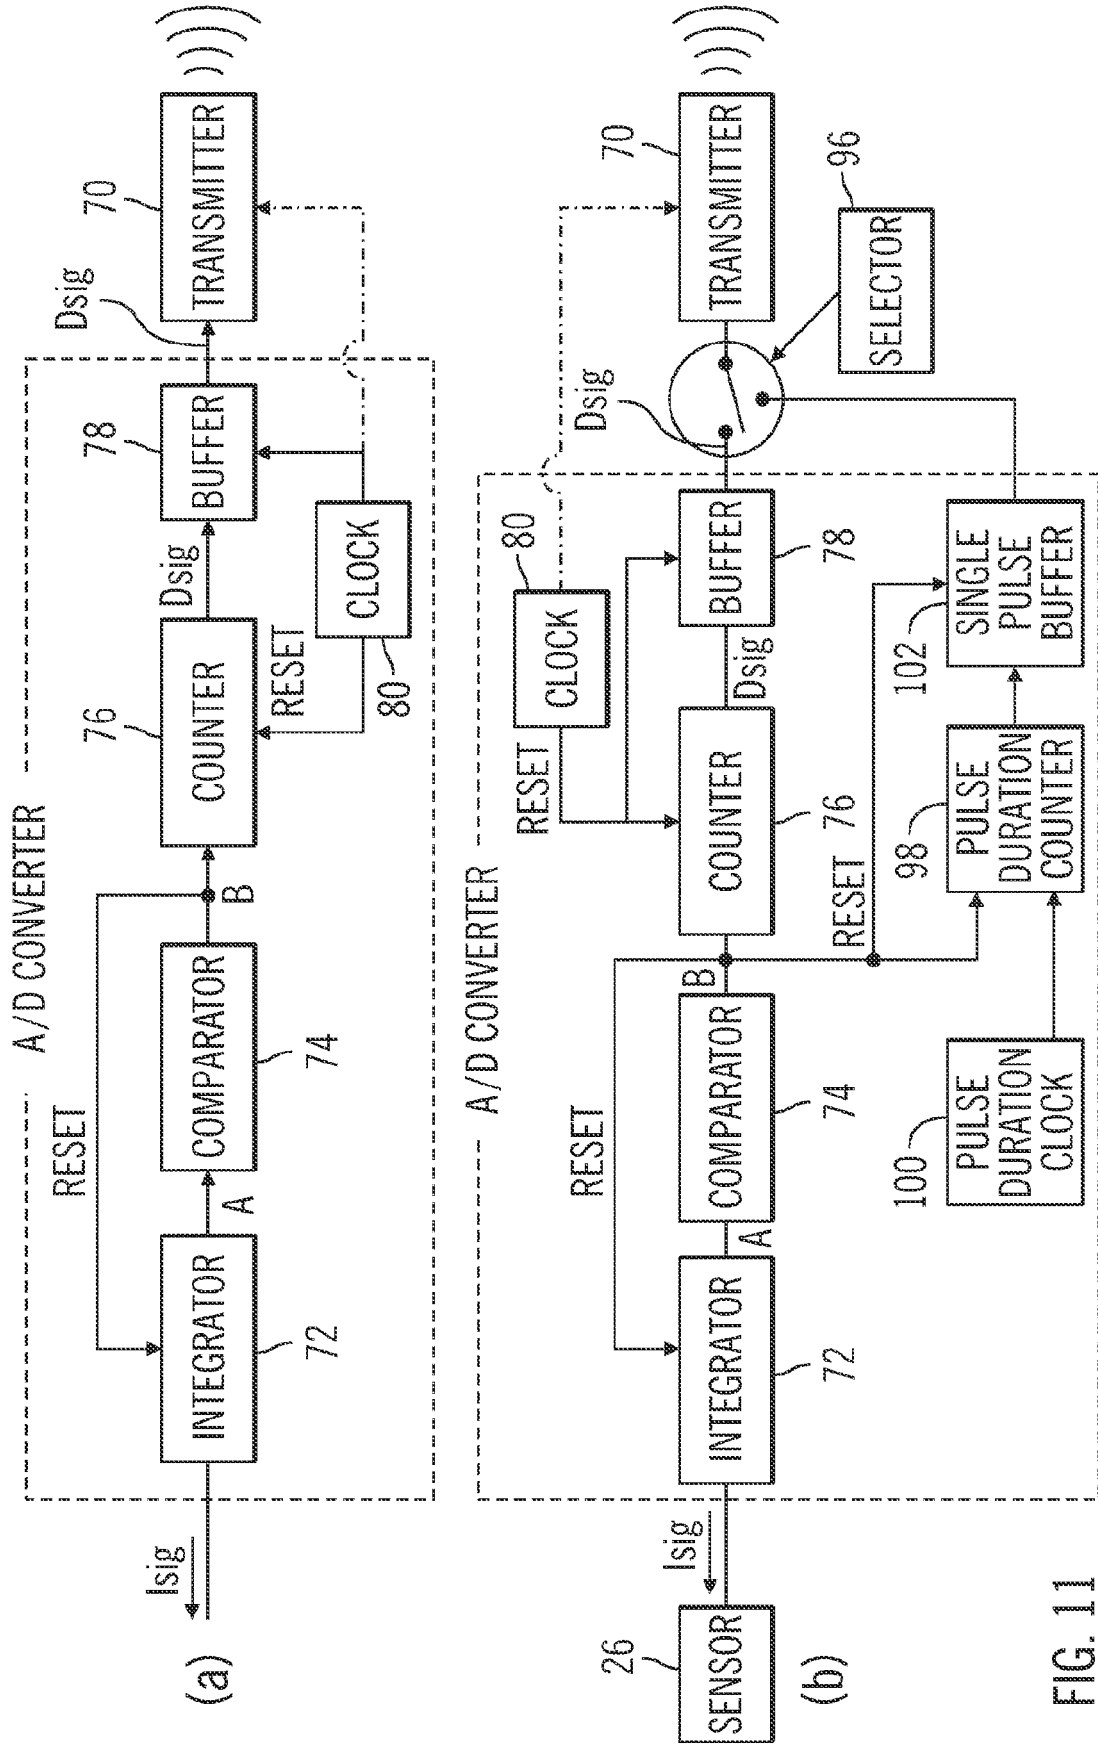 (a)
Isig
A/D CONVERTER
RESET
INTEGRATOR
72
A
COMPARATOR
74
B
COUNTER
76
RESET
Dsig
BUFFER
78
CLOCK
80
Dsig
TRANSMITTER
70
(b)
SENSOR
26
Isig
A/D CONVERTER
RESET
INTEGRATOR
72
A
COMPARATOR
74
B
COUNTER
76
RESET
CLOCK
80
Dsig
BUFFER
78
Dsig
TRANSMITTER
70
SELECTOR
96
PULSE
DURATION
CLOCK
100
RESET
PULSE
DURATION
COUNTER
98
SINGLE
PULSE
BUFFER
102
FIG. 11